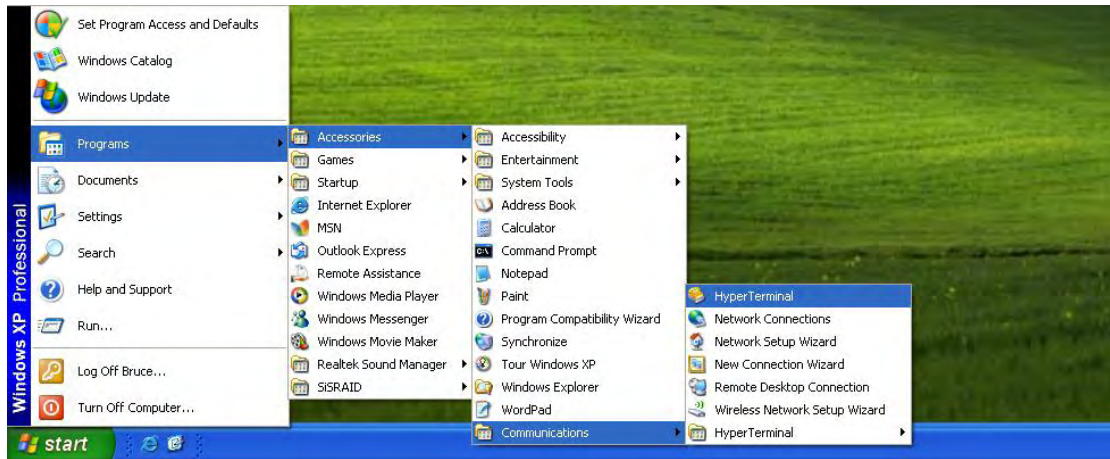 Set Program Access and Defaults
Windows Catalog
Windows Update
Programs
Documents
Settings
Search
Help and Support
Run...
Log Off Bruce...
Turn Off Computer...
Windows XP Professional
start
Accessories
Games
Startup
Internet Explorer
MSN
Outlook Express
Remote Assistance
Windows Media Player
Windows Messenger
Windows Movie Maker
Realtek Sound Manager
SiSRAID
Accessibility
Entertainment
System Tools
Address Book
Calculator
Command Prompt
Notepad
Paint
Program Compatibility Wizard
Synchronize
Tour Windows XP
Windows Explorer
WordPad
Communications
HyperTerminal
Network Connections
Network Setup Wizard
New Connection Wizard
Remote Desktop Connection
Wireless Network Setup Wizard
HyperTerminal